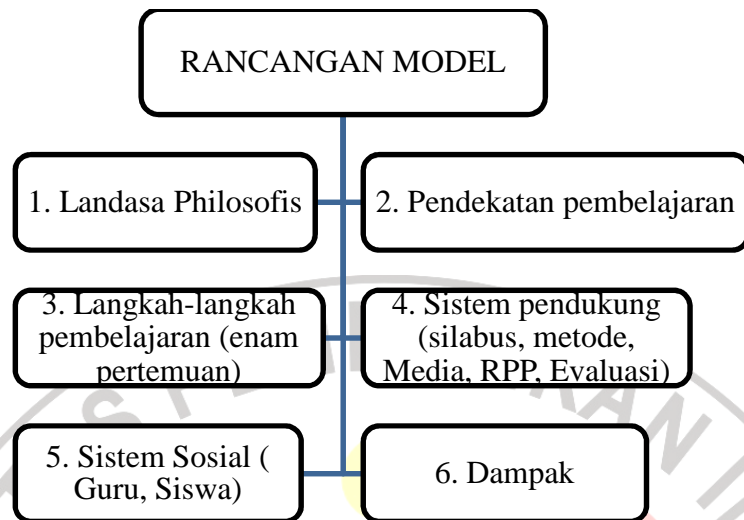 RANCANGAN MODEL
1. Landasa Philosofis
2. Pendekatan pembelajaran
3. Langkah-langkah
pembelajaran (enam
pertemuan)
4. Sistem pendukung
(silabus, metode,
Media, RPP, Evaluasi)
5. Sistem Sosial (
Guru, Siswa)
6. Dampak